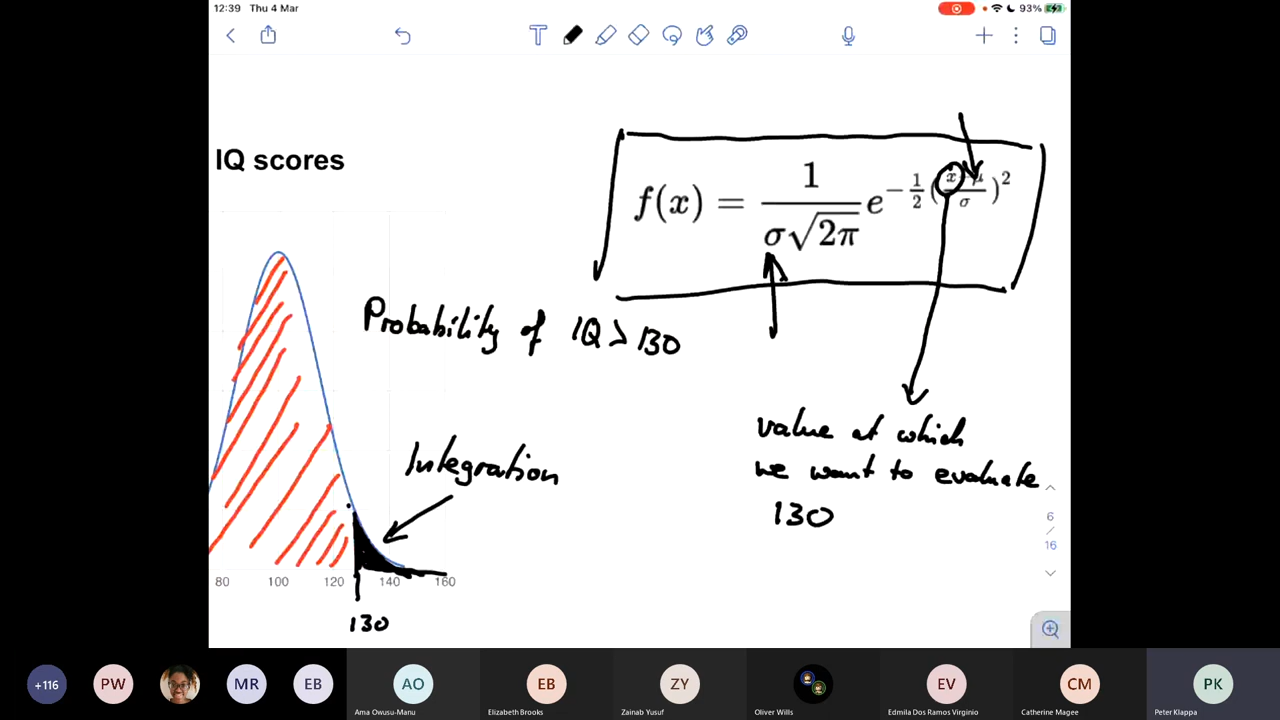 12:39 Thu 4 Mar
93%
T
IQ scores
f(x) = 1/(σ√2π) e^(-1/2((x-μ)/σ)^2)
Probability of IQ > 130
Integration
value at which
we want to evaluate
130
6
/
16
80 100 120 140 160
130
+116
PW
MR
EB
AO
EB
ZY
EV
CM
PK
Ama Owusu-Manu
Elizabeth Brooks
Zainab Yusuf
Oliver Wills
Edmila Dos Ramos Virginio
Catherine Magee
Peter Klappa